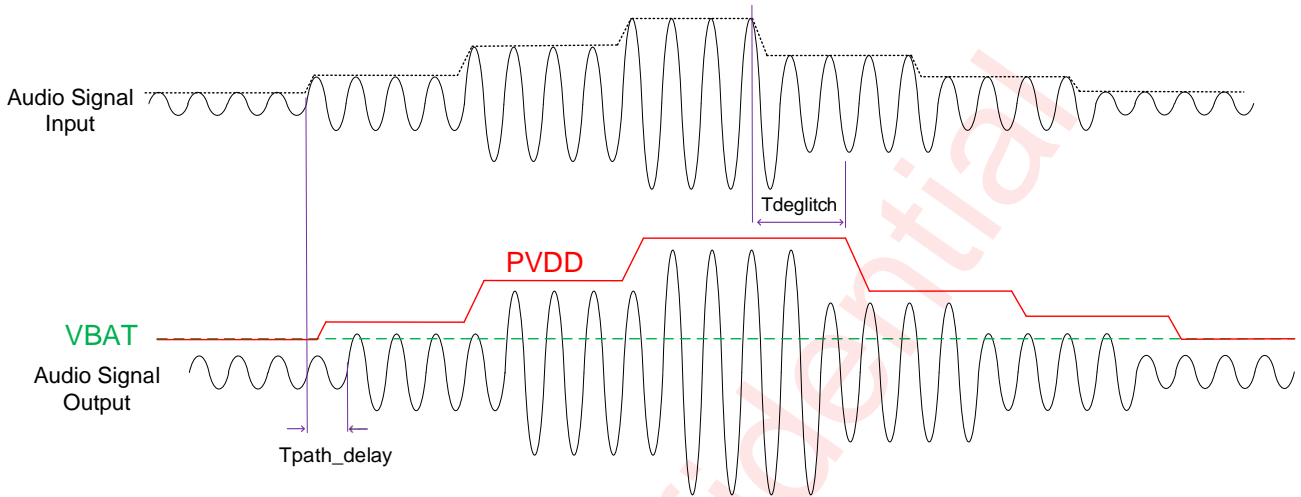 Audio Signal
Input
Tdeglitch
PVDD
VBAT
Audio Signal
Output
Tpath_delay